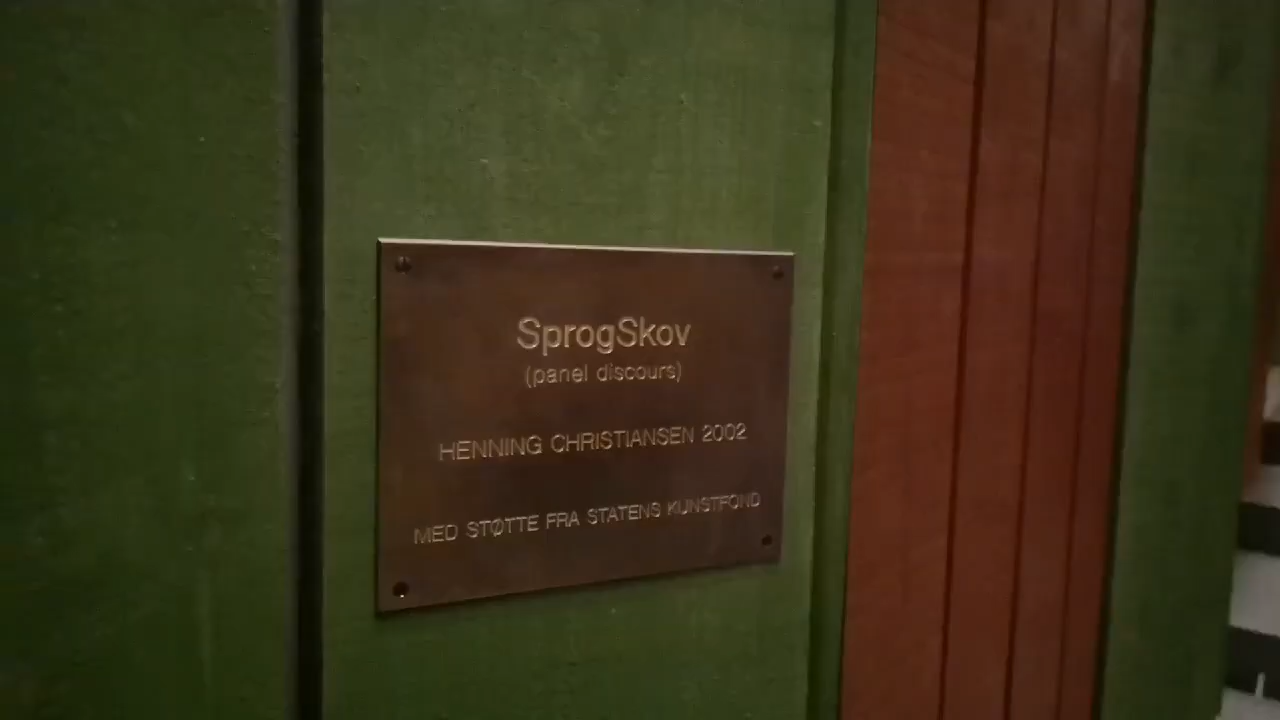 SprogSkov
(panel discours)
HENNING CHRISTIANSEN 2002
MED STØTTE FRA STATENS KUNSTFOND